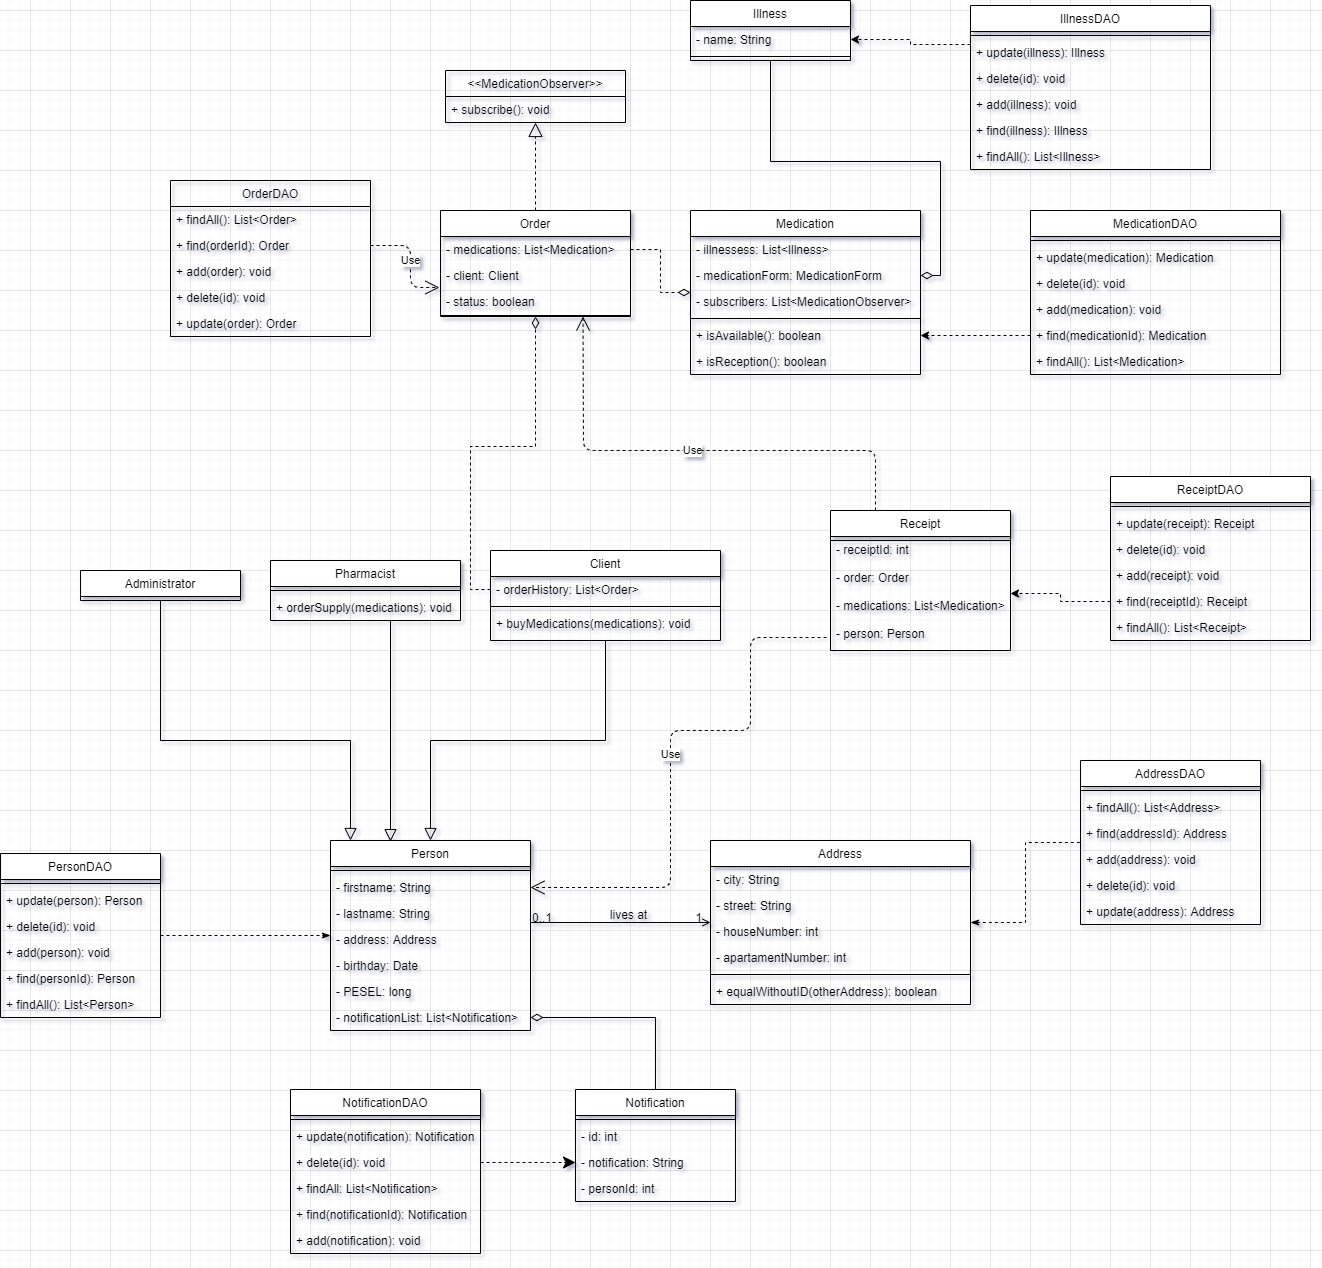 Illness
- name: String
IllnessDAO
+ update(illness): Illness
+ delete(id): void
+ add(illness): void
+ find(illness): Illness
+ findAll(): List<Illness>
<<MedicationObserver>>
+ subscribe(): void
OrderDAO
+ findAll(): List<Order>
+ find(orderId): Order
+ add(order): void
+ delete(id): void
+ update(order): Order
Use
Order
- medications: List<Medication>
- client: Client
- status: boolean
Medication
- illnessess: List<Illness>
- medicationForm: MedicationForm
- subscribers: List<MedicationObserver>
+ isAvailable(): boolean
+ isReception(): boolean
MedicationDAO
+ update(medication): Medication
+ delete(id): void
+ add(medication): void
+ find(medicationId): Medication
+ findAll(): List<Medication>
Use
Receipt
- receiptId: int
- order: Order
- medications: List<Medication>
- person: Person
ReceiptDAO
+ update(receipt): Receipt
+ delete(id): void
+ add(receipt): void
+ find(receiptId): Receipt
+ findAll(): List<Receipt>
Administrator
Pharmacist
+ orderSupply(medications): void
Client
- orderHistory: List<Order>
+ buyMedications(medications): void
Use
PersonDAO
+ update(person): Person
+ delete(id): void
+ add(person): void
+ find(personId): Person
+ findAll(): List<Person>
Person
- firstname: String
- lastname: String
- address: Address
- birthday: Date
- PESEL: long
- notificationList: List<Notification>
0..1
lives at
1
Address
- city: String
- street: String
- houseNumber: int
- apartamentNumber: int
+ equalWithoutID(otherAddress): boolean
AddressDAO
+ findAll(): List<Address>
+ find(addressId): Address
+ add(address): void
+ delete(id): void
+ update(address): Address
NotificationDAO
+ update(notification): Notification
+ delete(id): void
+ findAll: List<Notification>
+ find(notificationId): Notification
+ add(notification): void
Notification
- id: int
- notification: String
- personId: int